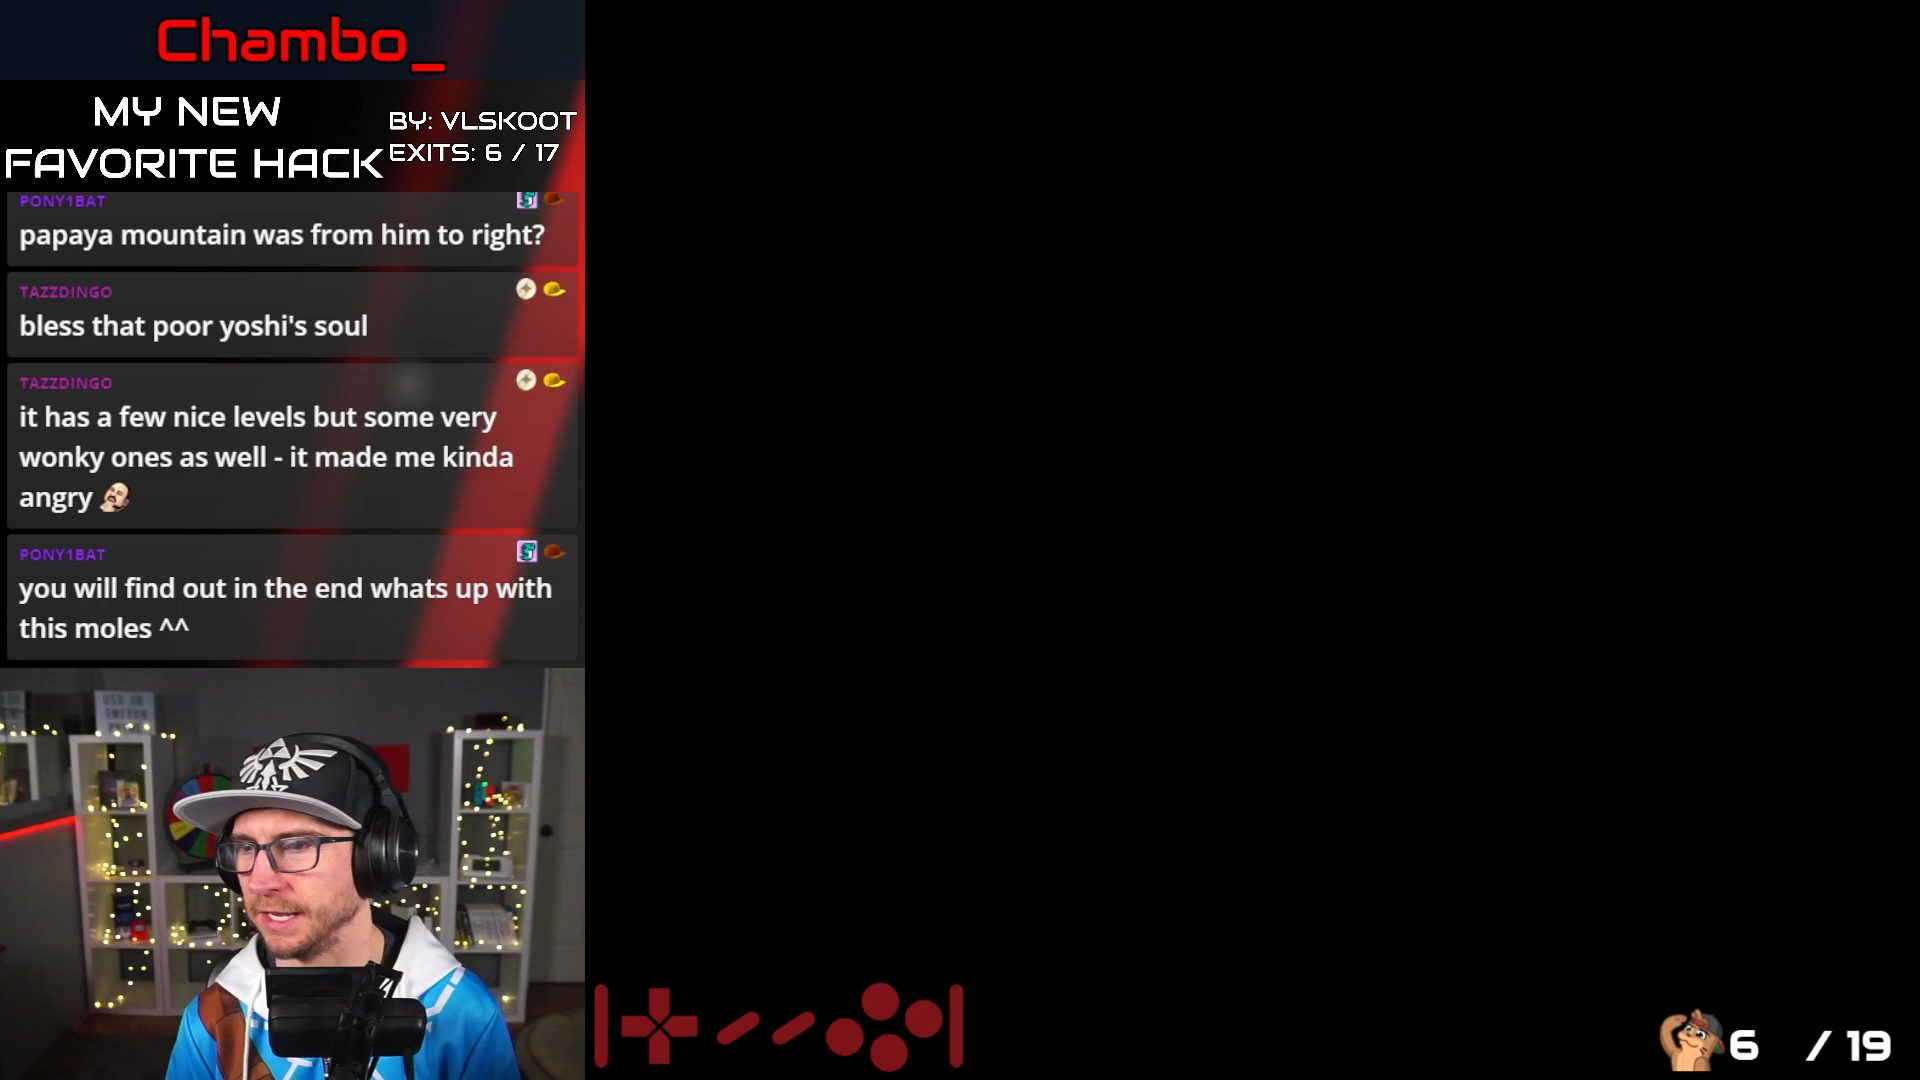 Chambo_
MY NEW
FAVORITE HACK
BY: VLSKOOT
EXITS: 6 / 17
PONY1BAT
papaya mountain was from him to right?
TAZZDINGO
bless that poor yoshi's soul
TAZZDINGO
it has a few nice levels but some very
wonky ones as well - it made me kinda
angry
PONY1BAT
you will find out in the end whats up with
this moles ^^
6 / 19